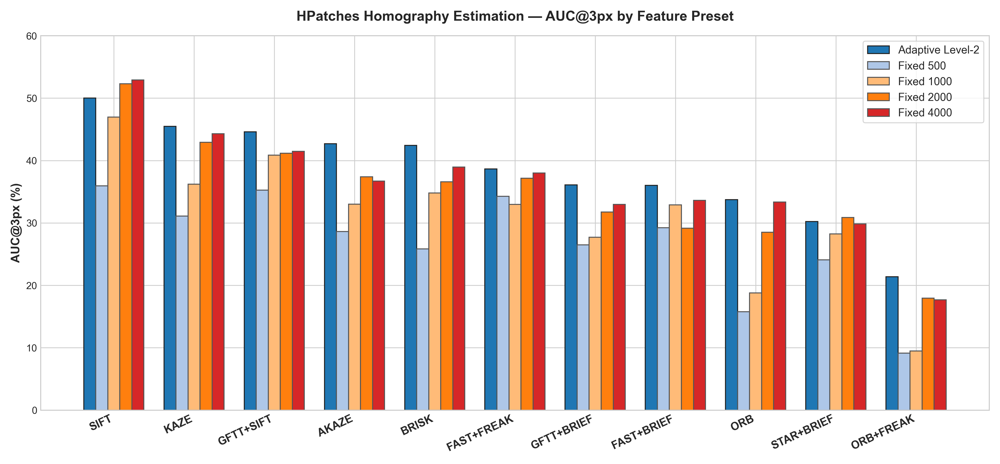 HPatches Homography Estimation — AUC@3px by Feature Preset
AUC@3px (%)
60
50
40
30
20
10
0
Adaptive Level-2
Fixed 500
Fixed 1000
Fixed 2000
Fixed 4000
SIFT
KAZE
GFTT+SIFT
AKAZE
BRISK
FAST+FREAK
GFTT+BRIEF
FAST+BRIEF
ORB
STAR+BRIEF
ORB+FREAK